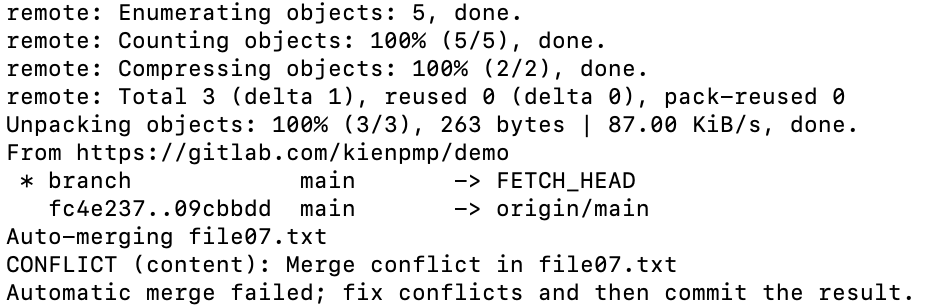 remote: Enumerating objects: 5, done.
remote: Counting objects: 100% (5/5), done.
remote: Compressing objects: 100% (2/2), done.
remote: Total 3 (delta 1), reused 0 (delta 0), pack-reused 0
Unpacking objects: 100% (3/3), 263 bytes | 87.00 KiB/s, done.
From https://gitlab.com/kienpmp/demo
 * branch            main       -> FETCH_HEAD
   fc4e237..09cbbdd  main       -> origin/main
Auto-merging file07.txt
CONFLICT (content): Merge conflict in file07.txt
Automatic merge failed; fix conflicts and then commit the result.